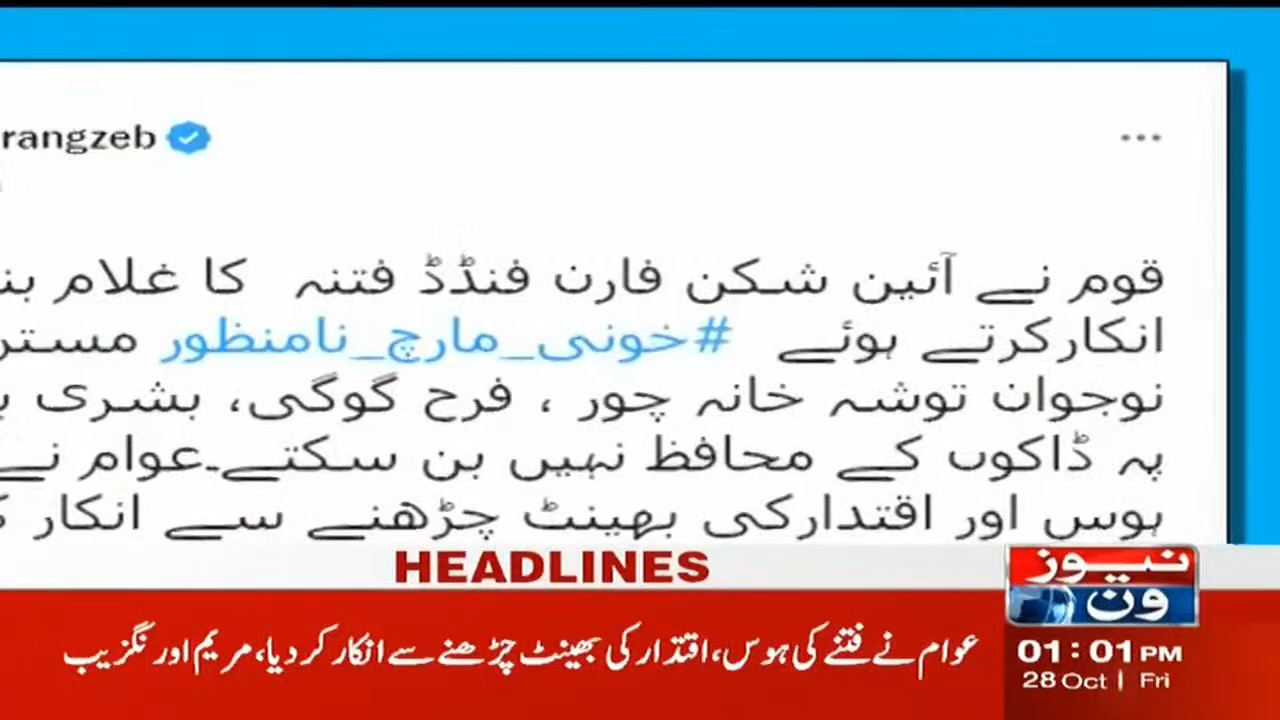 rangzeb
قوم نے آئین شکن فارن فنڈڈ فتنہ کا غلام
انکارکرتے ہوئے #خونی_مارچ_نامنظور
نوجوان توشہ خانہ چور ، فرح گوگی، بشری
پہ ڈاکوں کے محافظ نہیں بن سکتے۔عوام نے
ہوس اور اقتدارکی بھینٹ چڑھنے سے انکار
HEADLINES
نیوز
ون
عوام نے فتنے کی ہوس، اقتدار کی بھینٹ چڑھنے سے انکار کر دیا، مریم اورنگزیب
01:01 PM
28 Oct | Fri